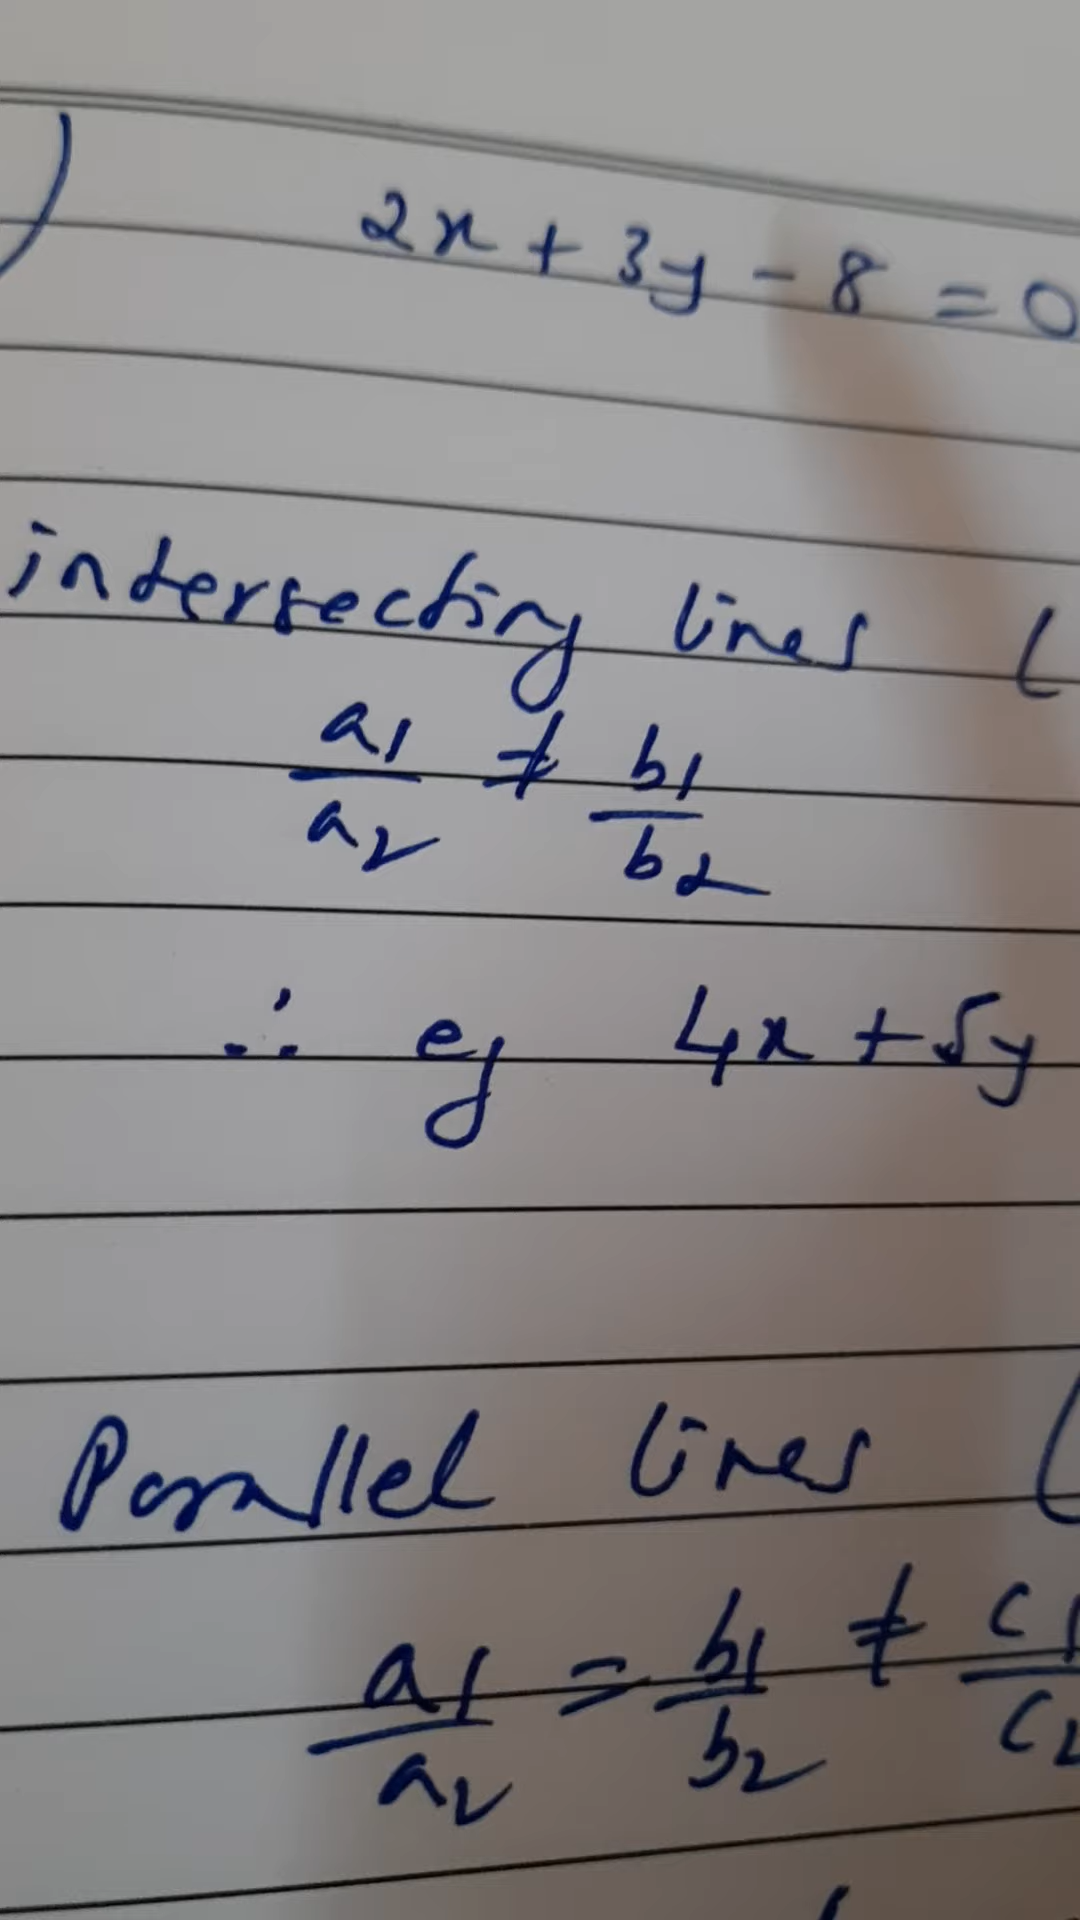 )
2x + 3y - 8 = 0
intersecting lines (
a1/a2 ≠ b1/b2
∴ eg 4x + 5y
Parallel lines (
a1/a2 = b1/b2 ≠ c1/c2